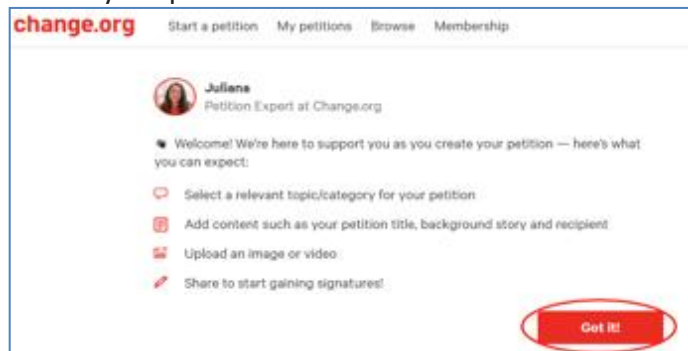 change.org Start a petition My petitions Browse Membership
Juliana
Petition Expert at Change.org
Welcome! We're here to support you as you create your petition — here's what
you can expect:
Select a relevant topic/category for your petition
Add content such as your petition title, background story and recipient
Upload an image or video
Share to start gaining signatures!
Got it!